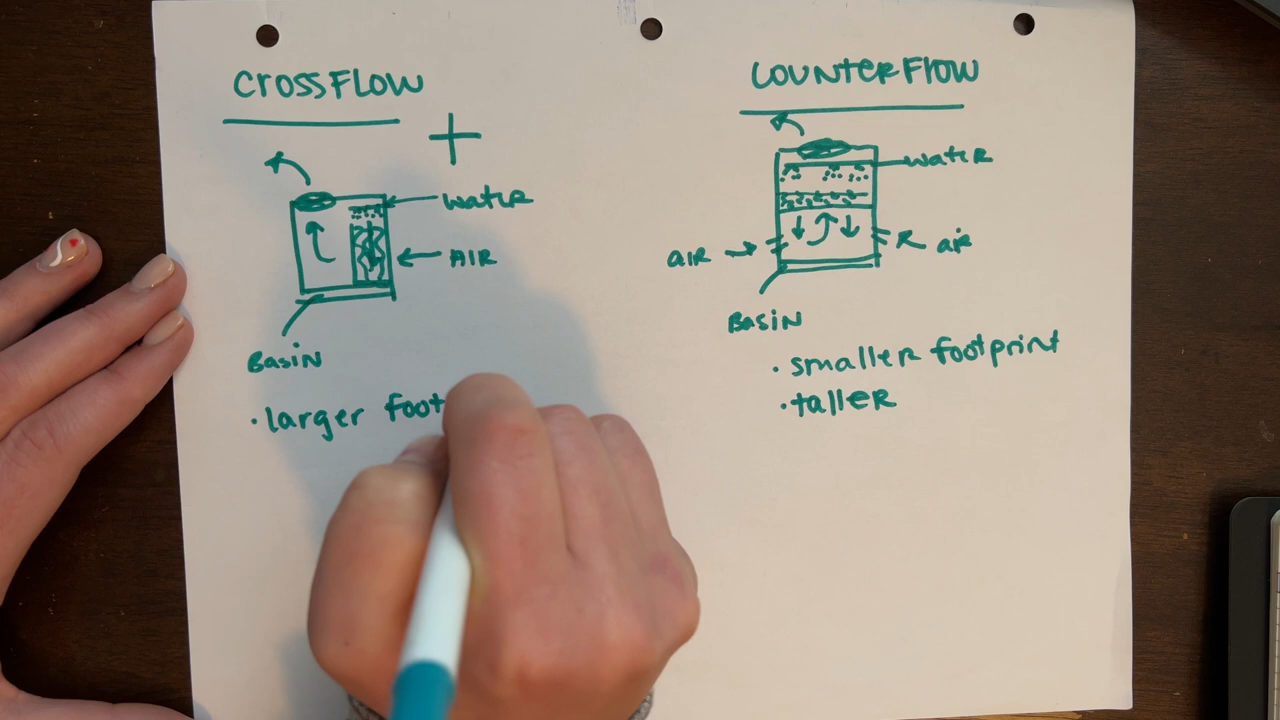 CROSSFLOW
+
WATER
AIR
BASIN
•larger foot
COUNTERFLOW
WATER
AIR
AIR
BASIN
•smaller footprint
•taller